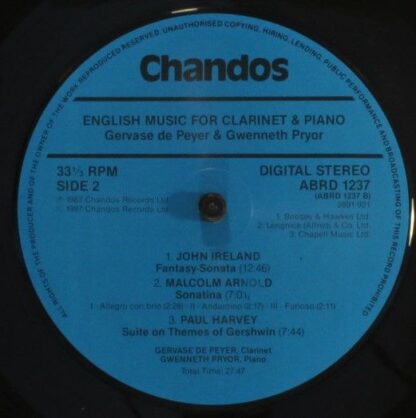 ALL RIGHTS OF THE PRODUCER AND OF THE OWNER OF THE WORK REPRODUCED RESERVED. UNAUTHORISED COPYING, HIRING, LENDING, PUBLIC PERFORMANCE AND BROADCASTING OF THIS RECORD PROHIBITED
Chandos
ENGLISH MUSIC FOR CLARINET & PIANO
Gervase de Peyer & Gwenneth Pryor
33⅓ RPM DIGITAL STEREO
SIDE 2 ABRD 1237
(ABRD 1237 B)
℗ 1987 Chandos Records Ltd.
© 1987 Chandos Records Ltd.
1. Boosey & Hawkes Ltd.
2. Lengnick (Alfred) & Co. Ltd.
3. Chapell Music Ltd.
1. JOHN IRELAND
Fantasy-Sonata (12:46)
2. MALCOLM ARNOLD
Sonatina (7:01)
I - Allegro con brio (2:28) II - Andantino (2:17) III - Furioso (2:11)
3. PAUL HARVEY
Suite on Themes of Gershwin (7:44)
GERVASE DE PEYER, Clarinet
GWENNETH PRYOR, Piano
Total Time: 27:47